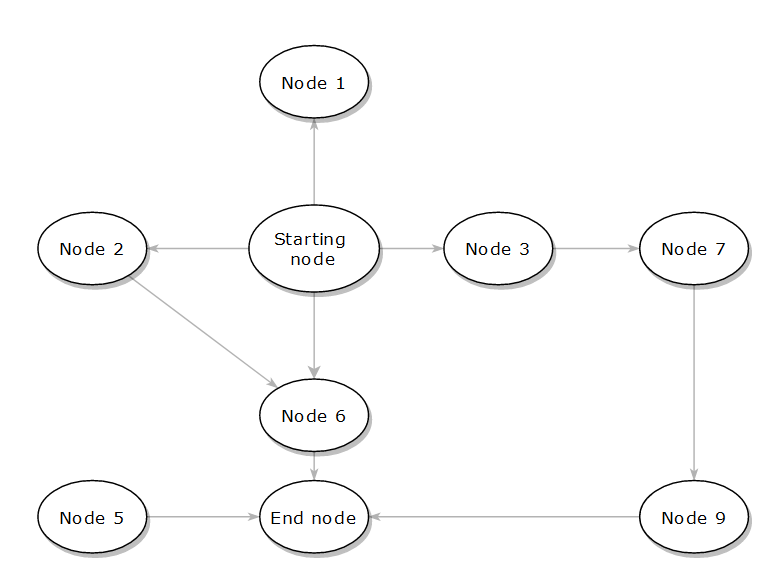 Node 1
Node 2
Starting
node
Node 3
Node 7
Node 6
Node 5
End node
Node 9